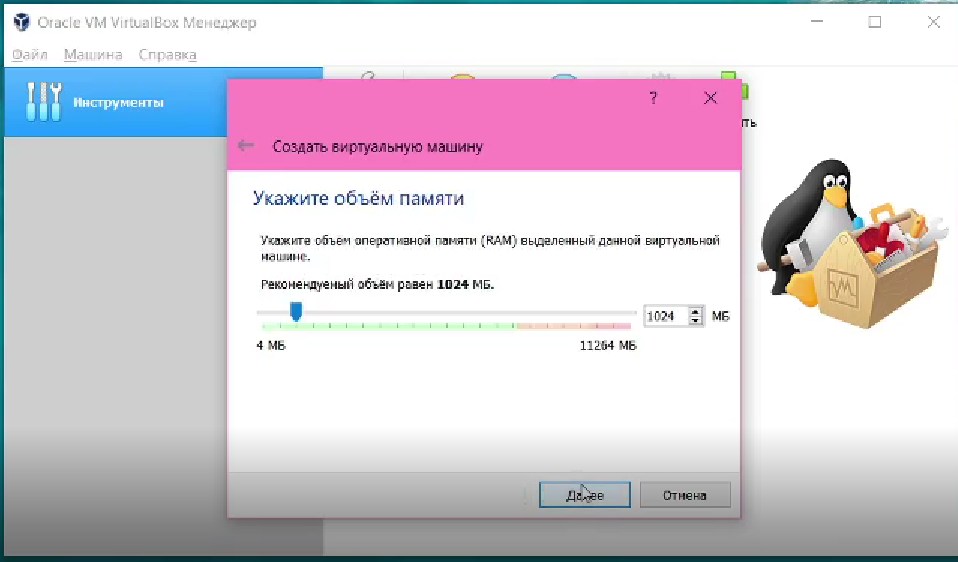 Oracle VM VirtualBox Менеджер
Файл Машина Справка
Инструменты
ть
?
Создать виртуальную машину
Укажите объём памяти
Укажите объём оперативной памяти (RAM) выделенный данной виртуальной
машине.
Рекомендуемый объём равен 1024 МБ.
1024 МБ
4 МБ 11264 МБ
Далее Отмена